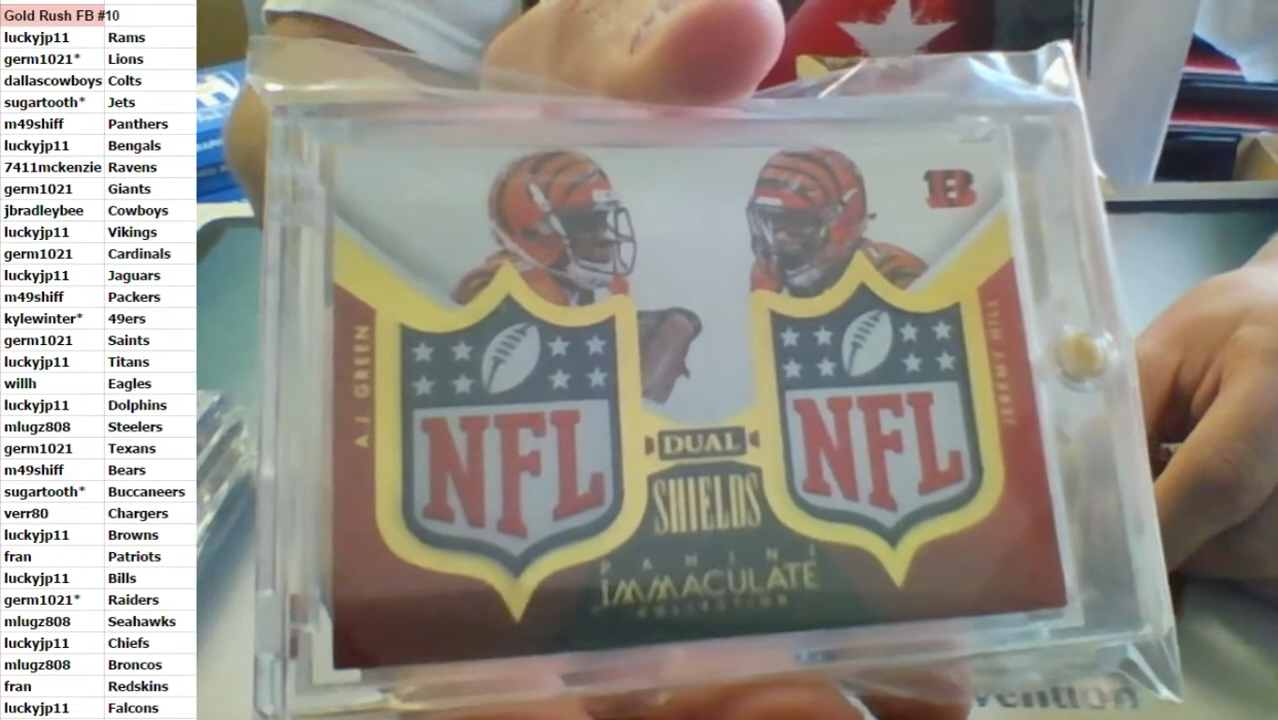 Gold Rush FB #10
luckyjp11 Rams
germ1021* Lions
dallascowboys Colts
sugartooth* Jets
m49shiff Panthers
luckyjp11 Bengals
7411mckenzie Ravens
germ1021 Giants
jbradleybee Cowboys
luckyjp11 Vikings
germ1021 Cardinals
luckyjp11 Jaguars
m49shiff Packers
kylewinter* 49ers
germ1021 Saints
luckyjp11 Titans
willh Eagles
luckyjp11 Dolphins
mlugz808 Steelers
germ1021 Texans
m49shiff Bears
sugartooth* Buccaneers
verr80 Chargers
luckyjp11 Browns
fran Patriots
luckyjp11 Bills
germ1021* Raiders
mlugz808 Seahawks
luckyjp11 Chiefs
mlugz808 Broncos
fran Redskins
luckyjp11 Falcons
B
A.J. GREEN
JEREMY HILL
NFL
NFL
DUAL
SHIELDS
PANINI
IMMACULATE
COLLECTION
vention